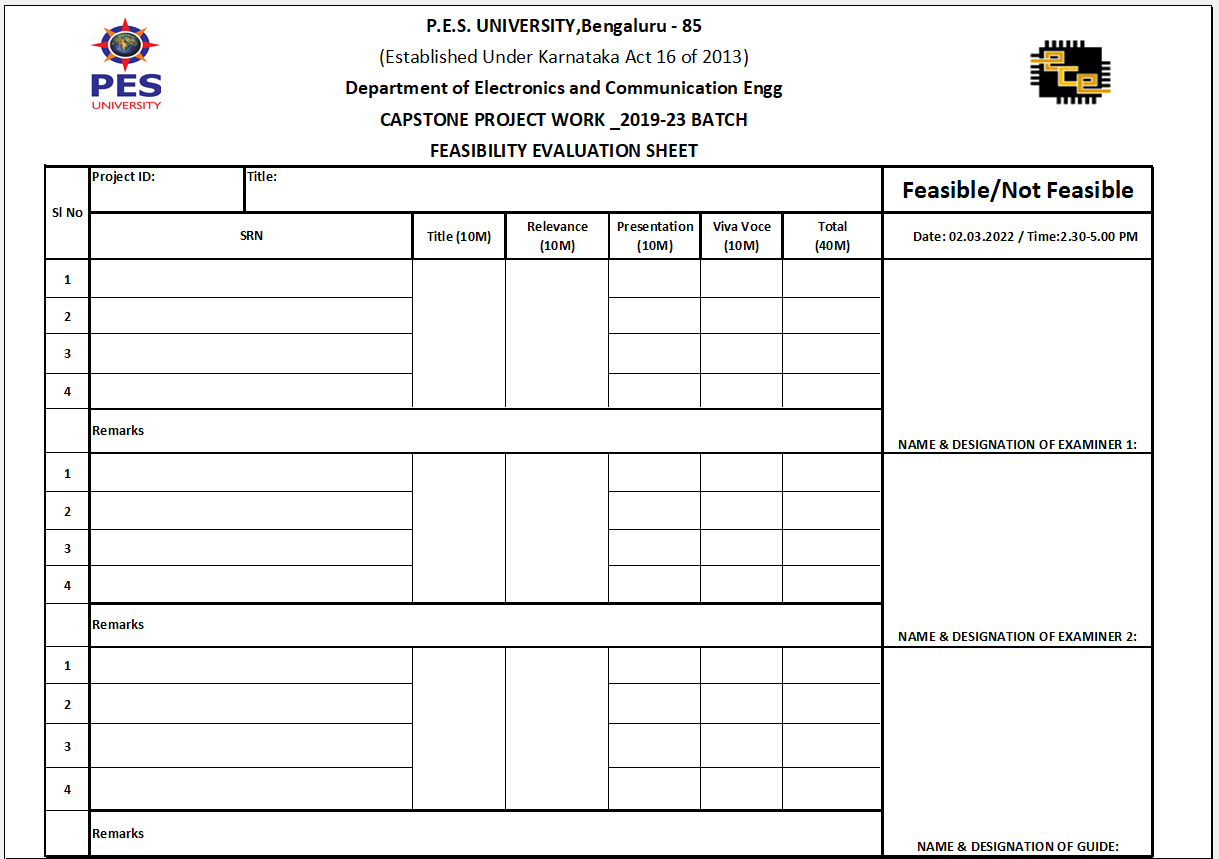 P.E.S. UNIVERSITY,Bengaluru - 85
(Established Under Karnataka Act 16 of 2013)
Department of Electronics and Communication Engg
CAPSTONE PROJECT WORK _2019-23 BATCH
FEASIBILITY EVALUATION SHEET
PES
UNIVERSITY
ece
Sl No
Project ID:
Title:
Feasible/Not Feasible
SRN
Title (10M)
Relevance
(10M)
Presentation
(10M)
Viva Voce
(10M)
Total
(40M)
Date: 02.03.2022 / Time:2.30-5.00 PM
1
2
3
4
Remarks
NAME & DESIGNATION OF EXAMINER 1:
1
2
3
4
Remarks
NAME & DESIGNATION OF EXAMINER 2:
1
2
3
4
Remarks
NAME & DESIGNATION OF GUIDE: